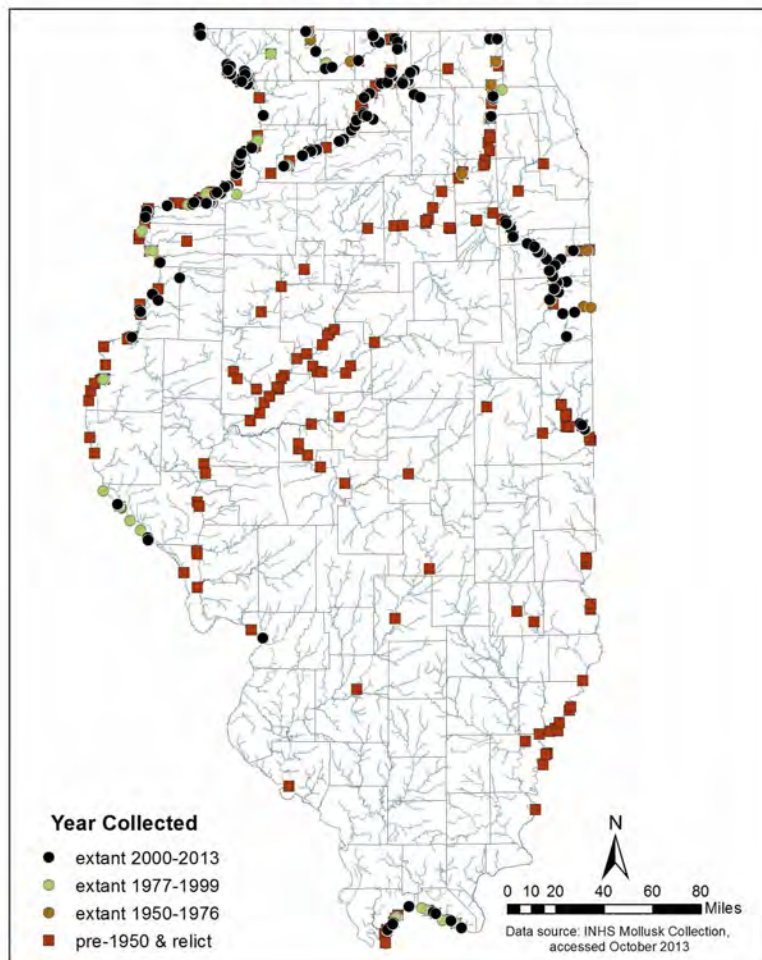 Year Collected
extant 2000-2013
extant 1977-1999
extant 1950-1976
pre-1950 & relict
N
0 10 20 40 60 80
Miles
Data source: INHS Mollusk Collection,
accessed October 2013